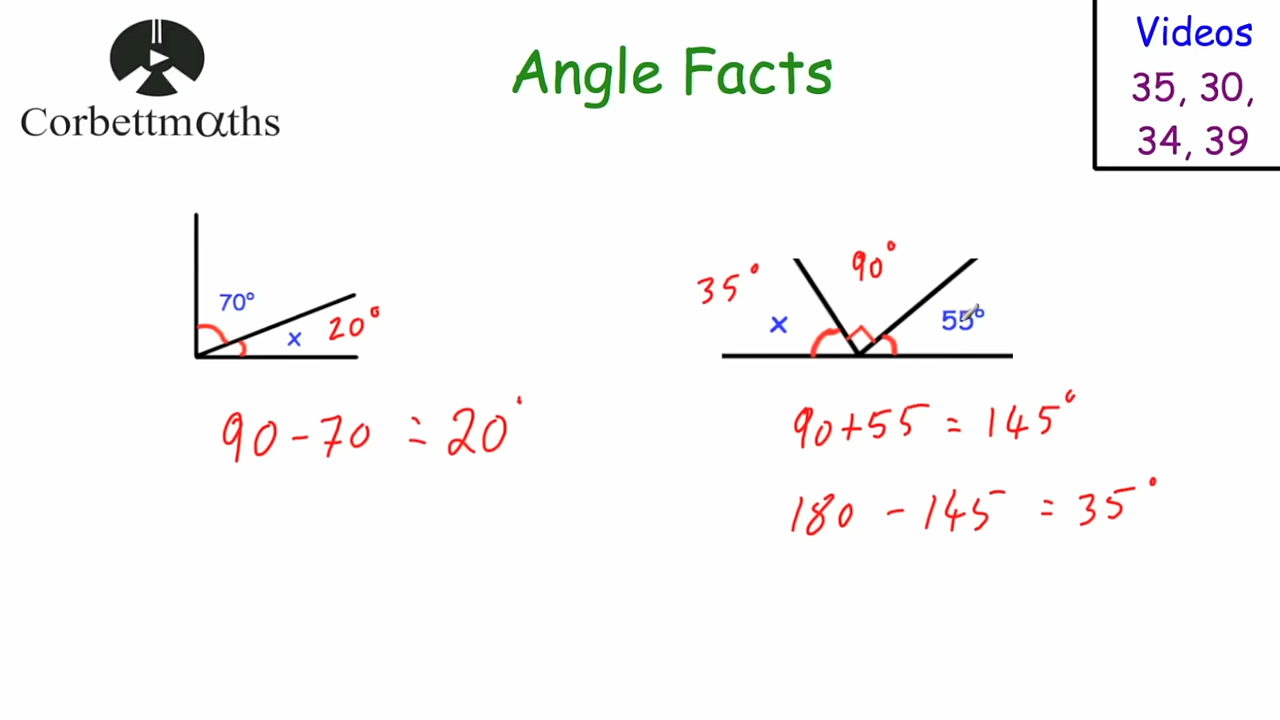 Corbettmαths
Angle Facts
Videos
35, 30,
34, 39
70°
x
20°
90 - 70 = 20°
35°
90°
x
55°
90 + 55 = 145°
180 - 145 = 35°